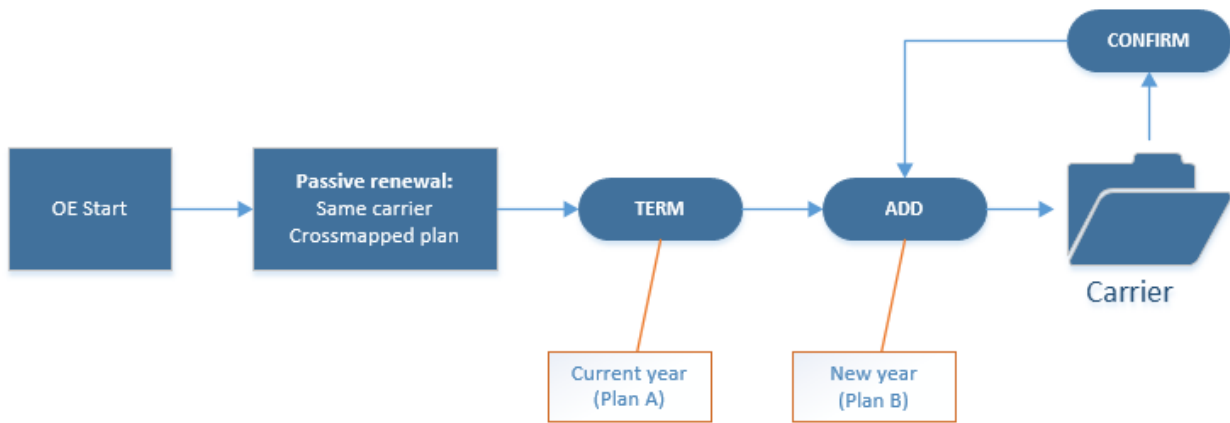 CONFIRM
OE Start
Passive renewal:
Same carrier
Crossmapped plan
TERM
ADD
Carrier
Current year
(Plan A)
New year
(Plan B)